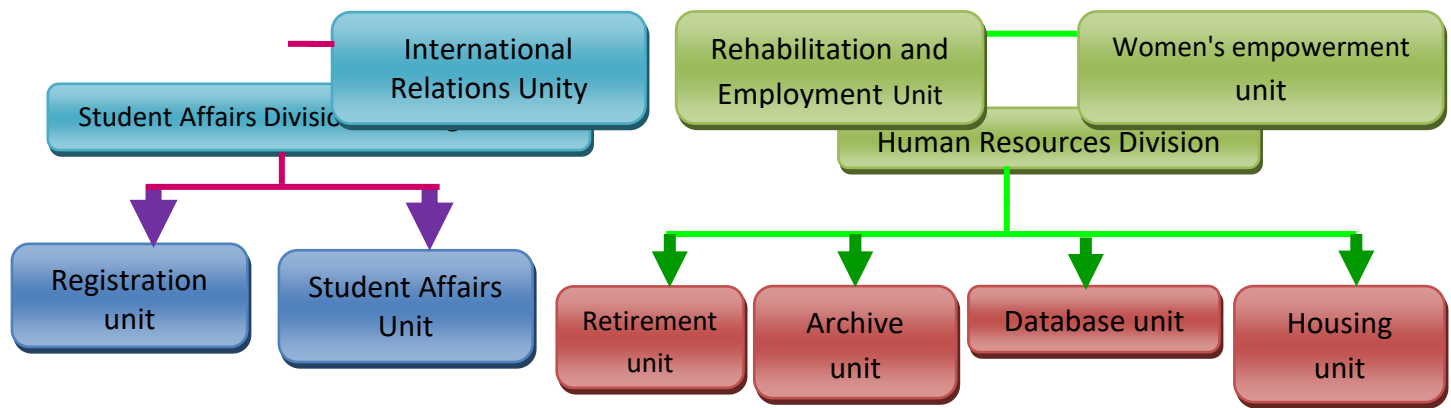 International
Relations Unity
Student Affairs Divisio
Rehabilitation and
Employment Unit
Women's empowerment
unit
Human Resources Division
Registration
unit
Student Affairs
Unit
Retirement
unit
Archive
unit
Database unit
Housing
unit